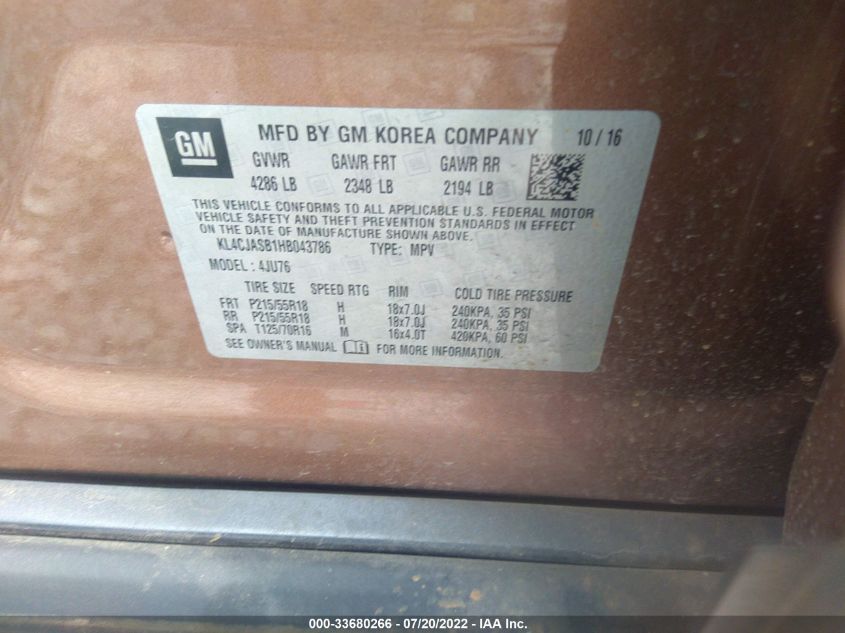 GM
MFD BY GM KOREA COMPANY 10 / 16
GVWR GAWR FRT GAWR RR
4286 LB 2348 LB 2194 LB
THIS VEHICLE CONFORMS TO ALL APPLICABLE U.S. FEDERAL MOTOR
VEHICLE SAFETY AND THEFT PREVENTION STANDARDS IN EFFECT
ON THE DATE OF MANUFACTURE SHOWN ABOVE.
KL4CJASB1HB043786 TYPE: MPV
MODEL : 4JU76
TIRE SIZE SPEED RTG RIM COLD TIRE PRESSURE
FRT P215/55R18 H 18x7.0J 240KPA, 35 PSI
RR P215/55R18 H 18x7.0J 240KPA, 35 PSI
SPA T125/70R16 M 16x4.0T 420KPA, 60 PSI
SEE OWNER'S MANUAL FOR MORE INFORMATION.
000-33680266 - 07/20/2022 - IAA Inc.